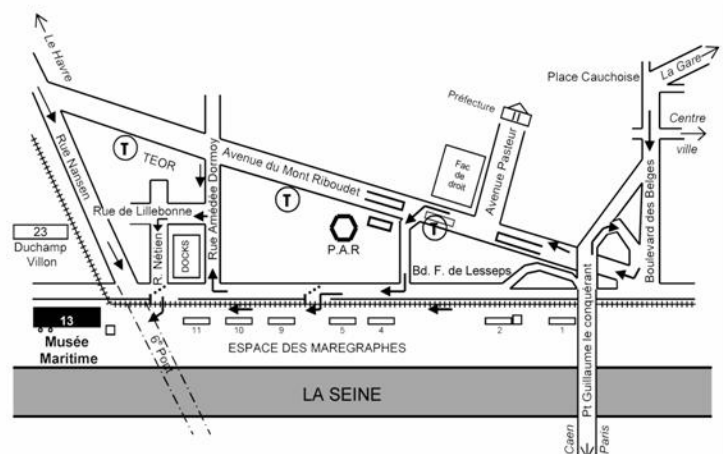 Le Havre
La Gare
Place Cauchoise
Préfecture
Centre
ville
Rue Nansen
T
TEOR
Avenue du Mont Riboudet
Fac
de
droit
Avenue Pasteur
Boulevard des Belges
Rue Amédée Dormoy
T
T
Rue de Lillebonne
23
Duchamp
Villon
R. Nétien
DOCKS
P.A.R
Bd. F. de Lesseps
Pt Guillaume le conquérant
13
Musée
Maritime
6e Pont
11
10
9
5
4
2
1
ESPACE DES MAREGRAPHES
LA SEINE
Caen
Paris